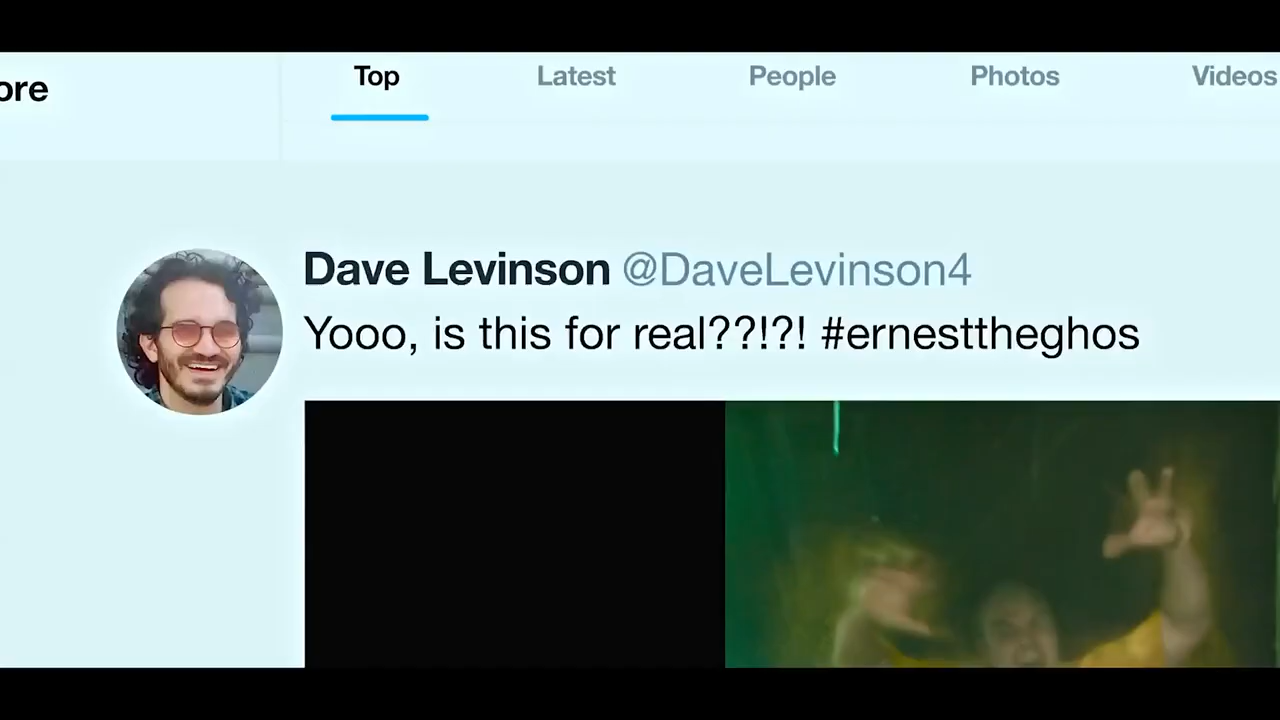 ore
Top Latest People Photos Videos
Dave Levinson @DaveLevinson4
Yooo, is this for real??!?! #ernesttheghos